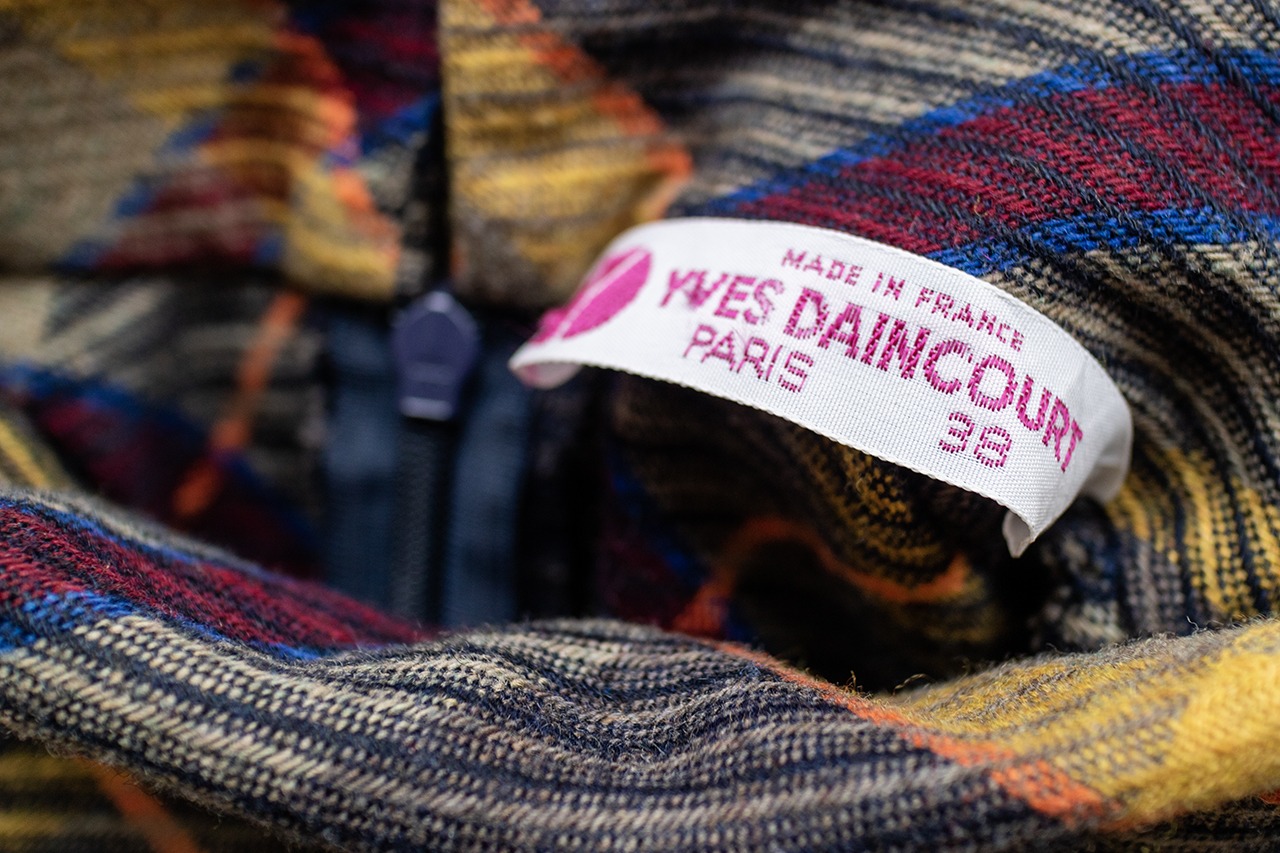 MADE IN FRANCE
YVES DAINCOURT
PARIS
38